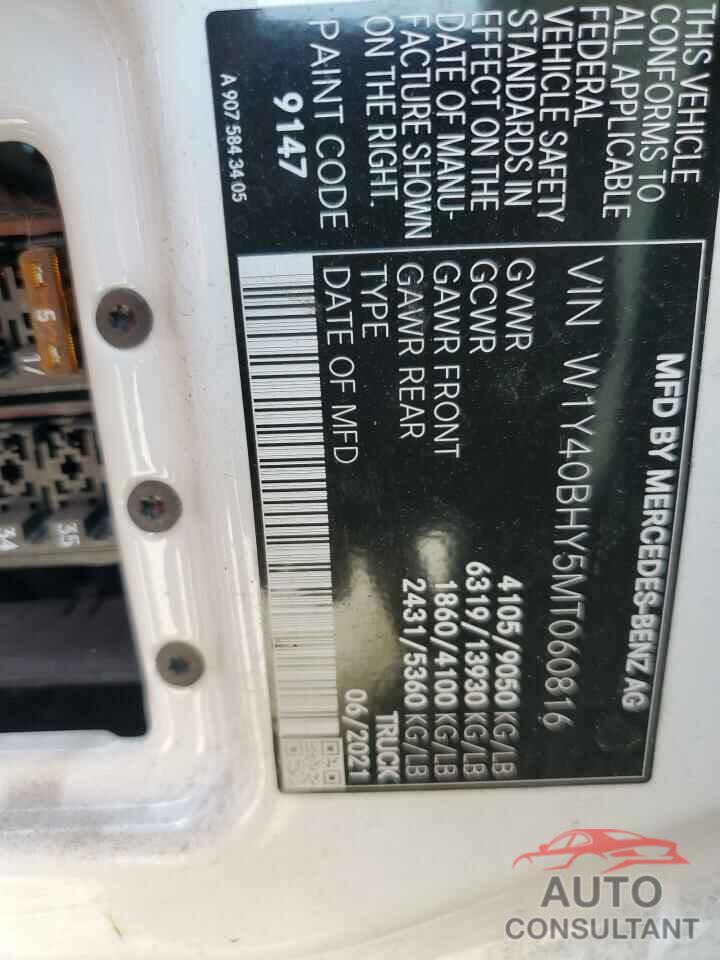 MFD BY MERCEDES-BENZ AG
VIN W1Y40BHY5MT060816
GVWR 4105/9050 KG/LB
GCWR 6319/13930 KG/LB
GAWR FRONT 1860/4100 KG/LB
GAWR REAR 2431/5360 KG/LB
TYPE TRUCK
DATE OF MFD 06/2021
THIS VEHICLE
CONFORMS TO
ALL APPLICABLE
FEDERAL
VEHICLE SAFETY
STANDARDS IN
EFFECT ON THE
DATE OF MANU-
FACTURE SHOWN
ON THE RIGHT.
PAINT CODE
9147
A 907 584 34 05
5
34
35
AUTO
CONSULTANT